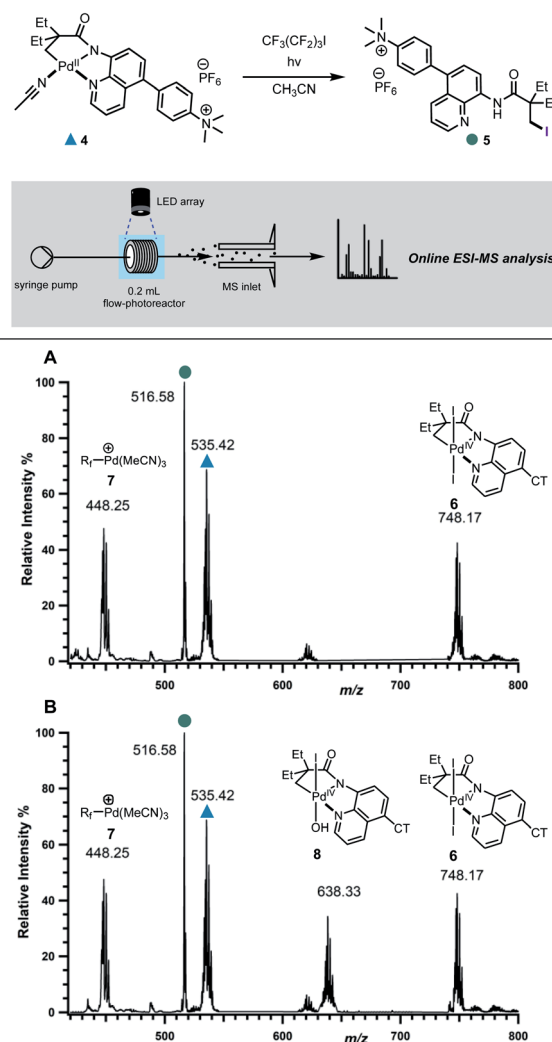 Et
Et
O
N
Pd^II
N
N
N
⊕
⊖
PF6
▲ 4
CF3(CF2)3I
hν
CH3CN
N
⊕
⊖
PF6
N
NH
O
Et
E
I
● 5
LED array
syringe pump
0.2 mL
flow-photoreactor
MS inlet
Online ESI-MS analysis
A
Relative Intensity %
100
80
60
40
20
0
500
600
700
800
m/z
516.58
535.42
⊕
Rf–Pd(MeCN)3
7
448.25
Et
Et
I
O
N
Pd^IV
N
I
CT
6
748.17
B
Relative Intensity %
100
80
60
40
20
0
500
600
700
800
m/z
516.58
535.42
⊕
Rf–Pd(MeCN)3
7
448.25
Et
Et
I
O
N
Pd^IV
N
OH
CT
8
638.33
Et
Et
I
O
N
Pd^IV
N
I
CT
6
748.17